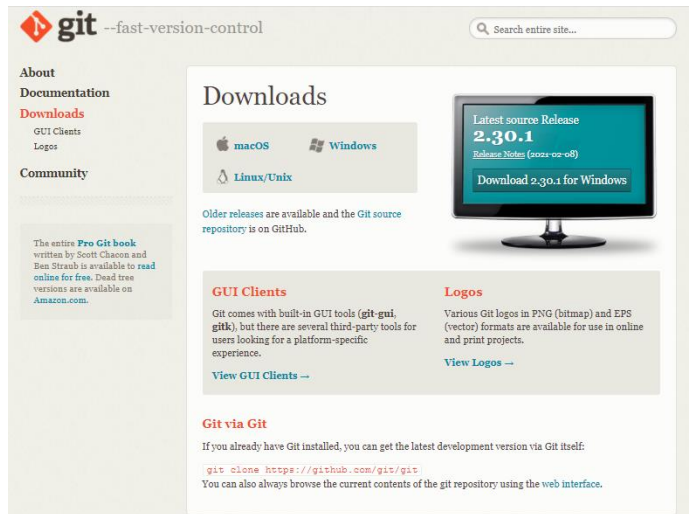 git --fast-version-control
Search entire site...
About
Documentation
Downloads
GUI Clients
Logos
Community
The entire Pro Git book
written by Scott Chacon and
Ben Straub is available to read
online for free. Dead tree
versions are available on
Amazon.com.
Downloads
macOS
Windows
Linux/Unix
Older releases are available and the Git source
repository is on GitHub.
Latest source Release
2.30.1
Release Notes (2021-02-08)
Download 2.30.1 for Windows
GUI Clients
Git comes with built-in GUI tools (git-gui,
gitk), but there are several third-party tools for
users looking for a platform-specific
experience.
View GUI Clients →
Logos
Various Git logos in PNG (bitmap) and EPS
(vector) formats are available for use in online
and print projects.
View Logos →
Git via Git
If you already have Git installed, you can get the latest development version via Git itself:
git clone https://github.com/git/git
You can also always browse the current contents of the git repository using the web interface.